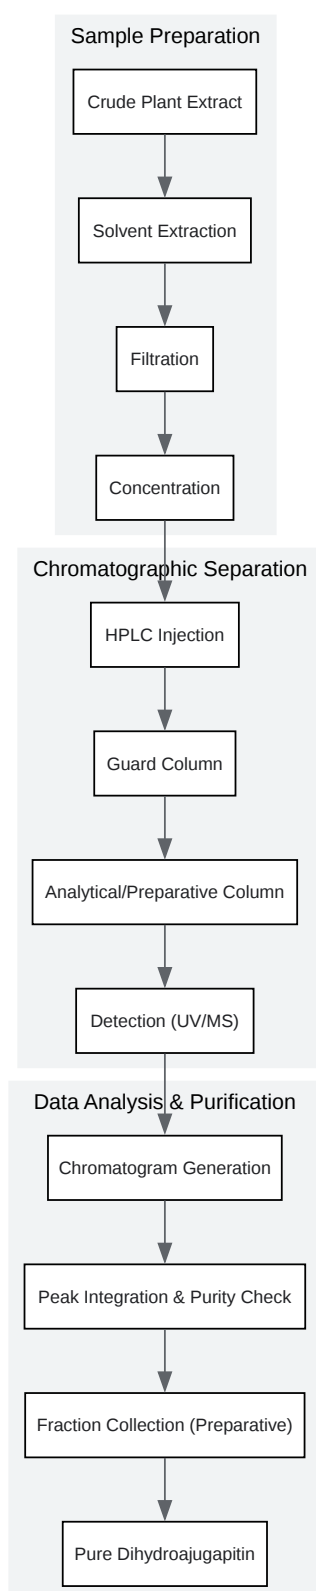 Sample Preparation
Crude Plant Extract
Solvent Extraction
Filtration
Concentration
Chromatographic Separation
HPLC Injection
Guard Column
Analytical/Preparative Column
Detection (UV/MS)
Data Analysis & Purification
Chromatogram Generation
Peak Integration & Purity Check
Fraction Collection (Preparative)
Pure Dihydroajugapitin